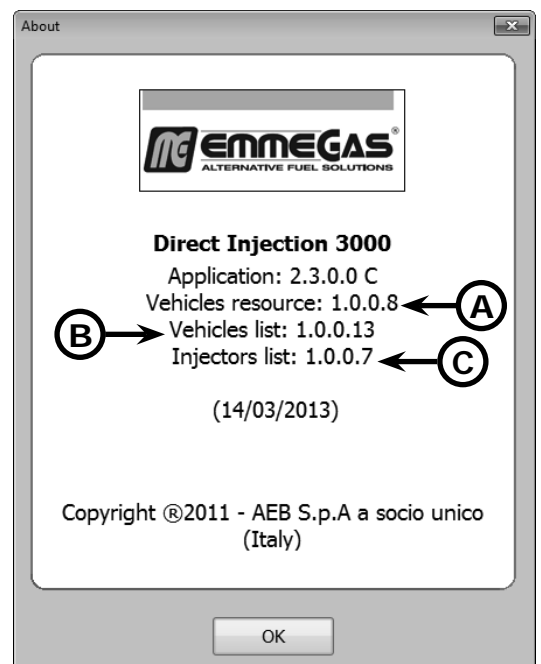 About
MG EMMEGAS®
ALTERNATIVE FUEL SOLUTIONS
Direct Injection 3000
Application: 2.3.0.0 C
Vehicles resource: 1.0.0.8 A
B Vehicles list: 1.0.0.13
Injectors list: 1.0.0.7 C
(14/03/2013)
Copyright ®2011 - AEB S.p.A a socio unico
(Italy)
OK